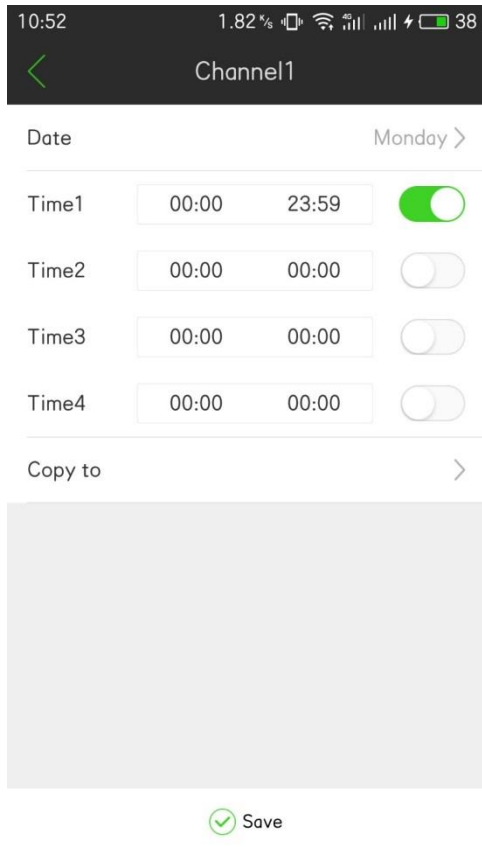 10:52 1.82 K/s 4G 38
Channel1
Date Monday
Time1 00:00 23:59
Time2 00:00 00:00
Time3 00:00 00:00
Time4 00:00 00:00
Copy to
Save